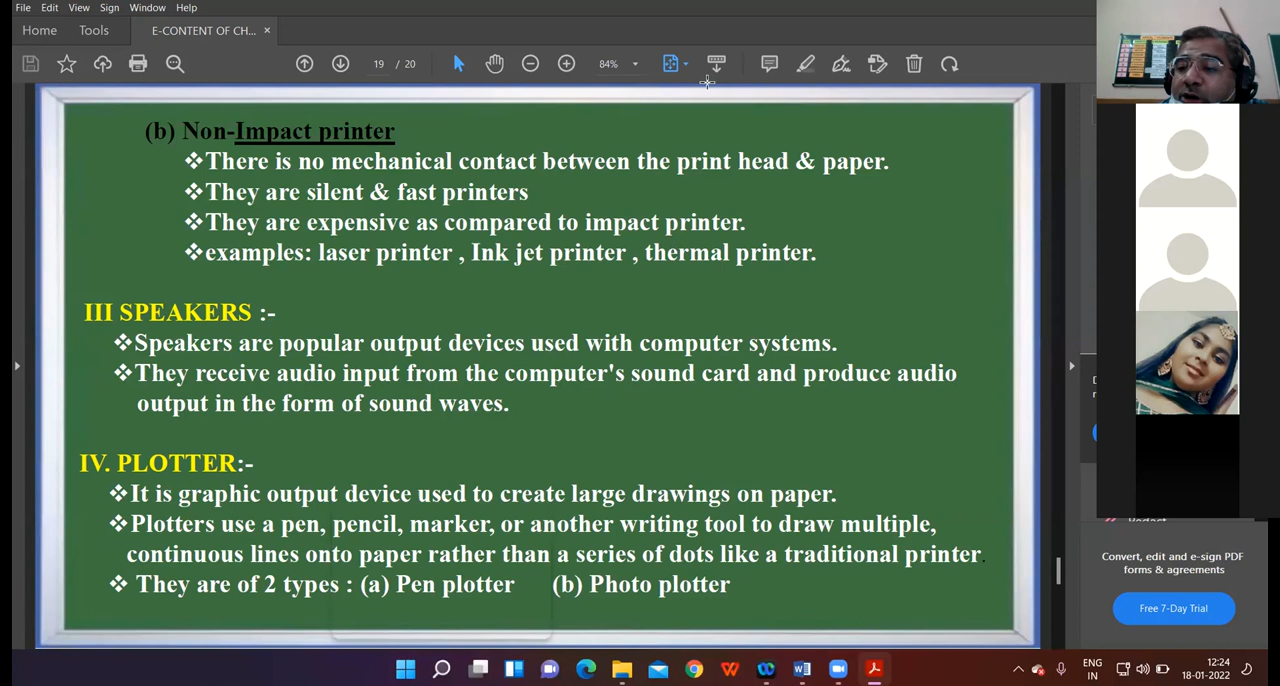 File Edit View Sign Window Help
Home Tools E-CONTENT OF CH... ×
19 / 20 84%
(b) Non-Impact printer
❖There is no mechanical contact between the print head & paper.
❖They are silent & fast printers
❖They are expensive as compared to impact printer.
❖examples: laser printer , Ink jet printer , thermal printer.
III SPEAKERS :-
❖Speakers are popular output devices used with computer systems.
❖They receive audio input from the computer's sound card and produce audio
output in the form of sound waves.
IV. PLOTTER:-
❖It is graphic output device used to create large drawings on paper.
❖Plotters use a pen, pencil, marker, or another writing tool to draw multiple,
continuous lines onto paper rather than a series of dots like a traditional printer.
❖ They are of 2 types : (a) Pen plotter (b) Photo plotter
Convert, edit and e-sign PDF
forms & agreements
Free 7-Day Trial
ENG
IN
12:24
18-01-2022